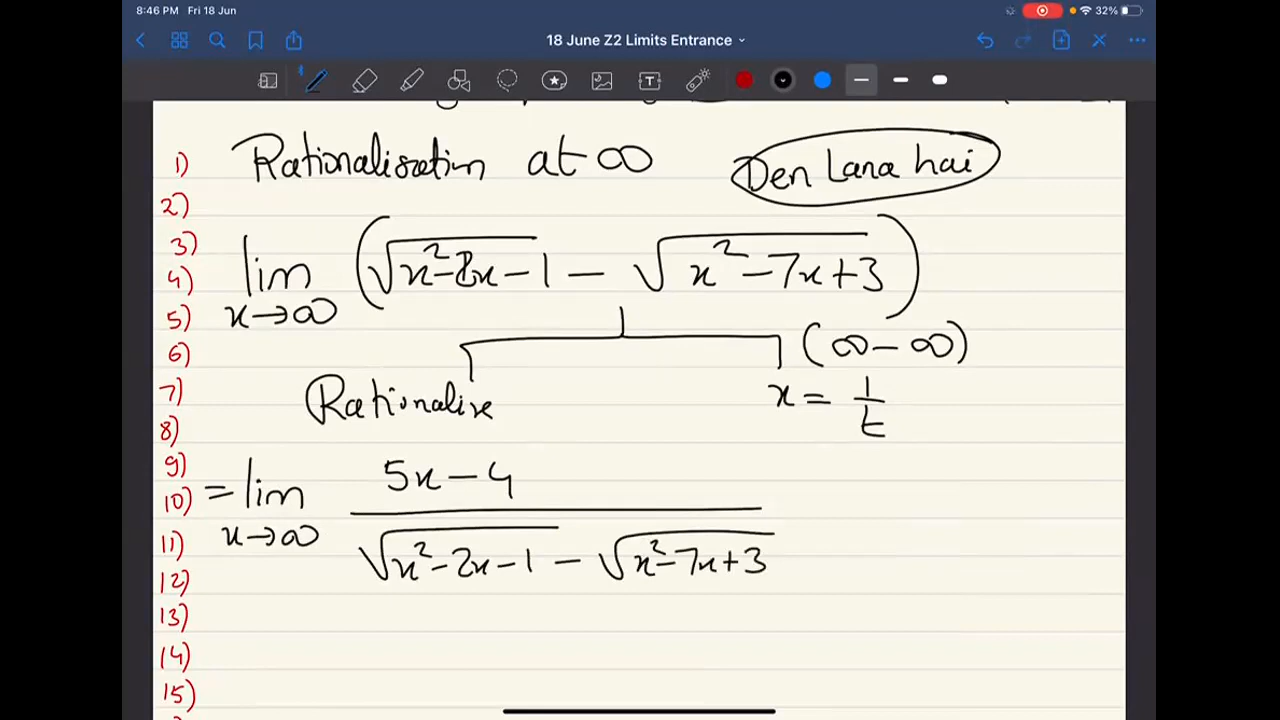 8:46 PM Fri 18 Jun 32%
18 June Z2 Limits Entrance
1) Rationalisation at ∞ Den Lana hai
2)
3)
4) lim x→∞ (√(x²-2x-1) - √(x²-7x+3))
5)
6) (∞-∞)
7) Rationalise x = 1/t
8)
9)
10) = lim x→∞ (5x-4)/(√(x²-2x-1) - √(x²-7x+3))
11)
12)
13)
14)
15)